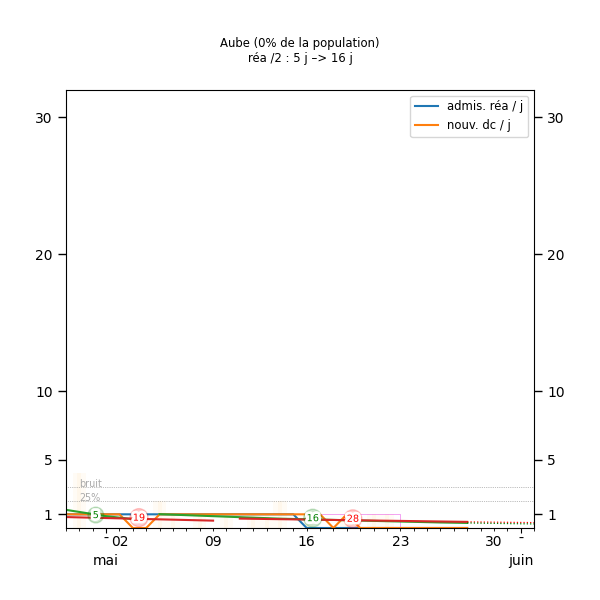 Aube (0% de la population)
réa /2 : 5 j –> 16 j
admis. réa / j
nouv. dc / j
30 30
20 20
10 10
5 5
bruit
25%
1 5 19 16 28 1
- 02 09 16 23 30 -
mai juin